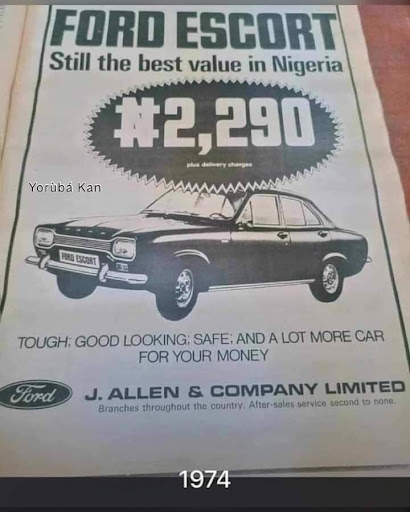 FORD ESCORT
Still the best value in Nigeria
₦2,290
plus delivery charges
Yorùbá Kan
FORD ESCORT
TOUGH; GOOD LOOKING; SAFE; AND A LOT MORE CAR
FOR YOUR MONEY
Ford
J. ALLEN & COMPANY LIMITED
Branches throughout the country. After-sales service second to none.
1974